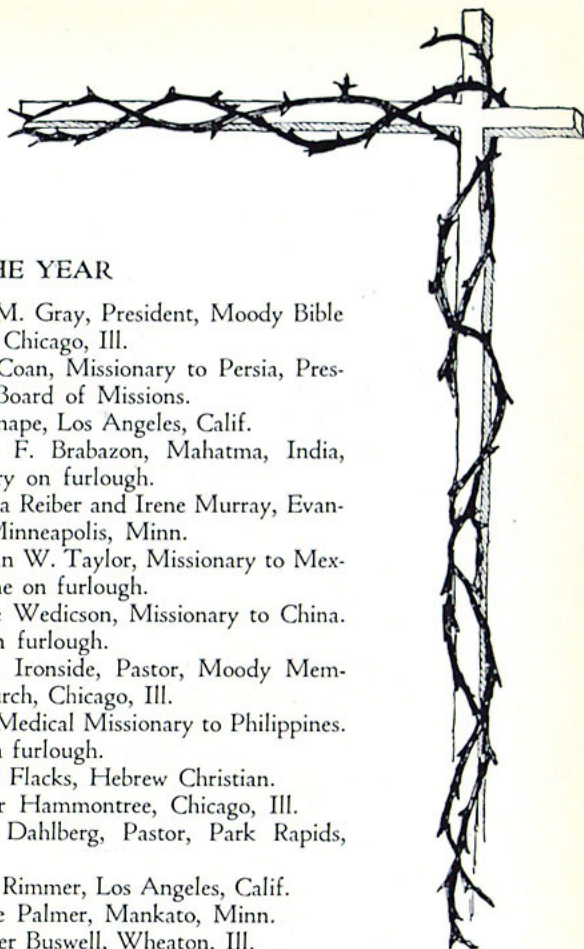 HE YEAR
M. Gray, President, Moody Bible
Chicago, Ill.
Coan, Missionary to Persia, Pres-
Board of Missions.
hape, Los Angeles, Calif.
F. Brabazon, Mahatma, India,
ry on furlough.
a Reiber and Irene Murray, Evan-
Minneapolis, Minn.
n W. Taylor, Missionary to Mex-
ne on furlough.
e Wedicson, Missionary to China.
n furlough.
Ironside, Pastor, Moody Mem-
rch, Chicago, Ill.
Medical Missionary to Philippines.
n furlough.
Flacks, Hebrew Christian.
r Hammontree, Chicago, Ill.
Dahlberg, Pastor, Park Rapids,
Rimmer, Los Angeles, Calif.
e Palmer, Mankato, Minn.
er Buswell, Wheaton, Ill.